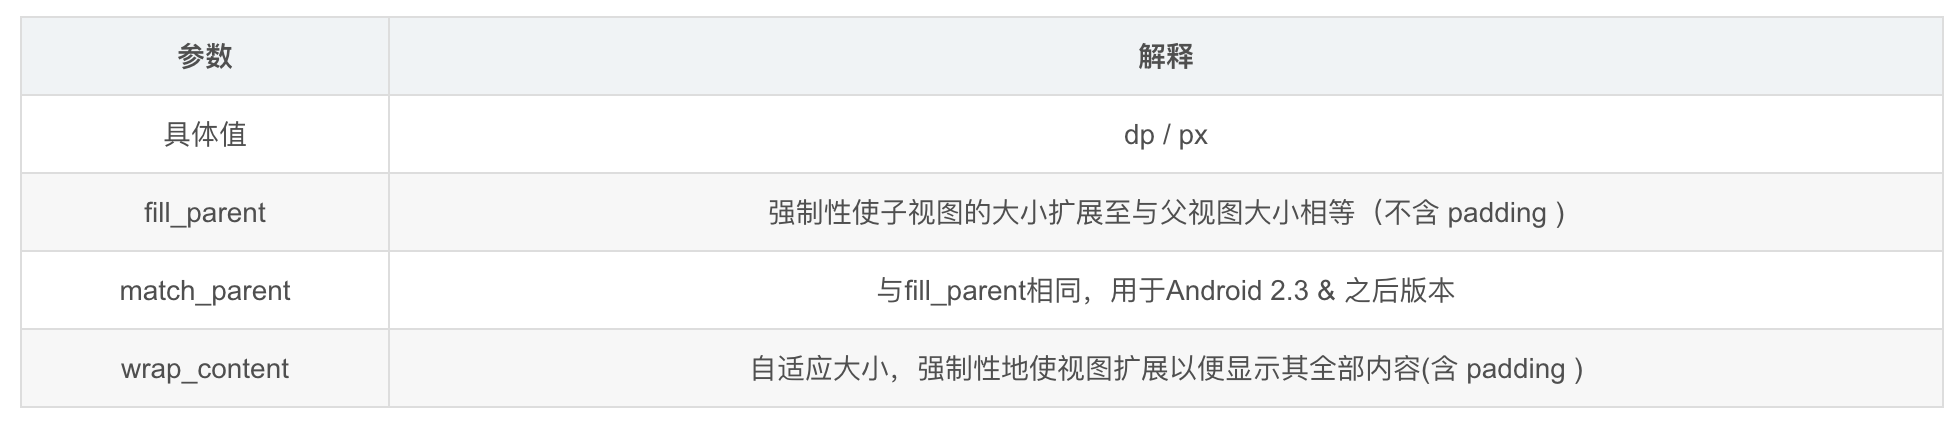 参数 解释
具体值 dp / px
fill_parent 强制性使子视图的大小扩展至与父视图大小相等（不含 padding ）
match_parent 与fill_parent相同，用于Android 2.3 & 之后版本
wrap_content 自适应大小，强制性地使视图扩展以便显示其全部内容(含 padding ）